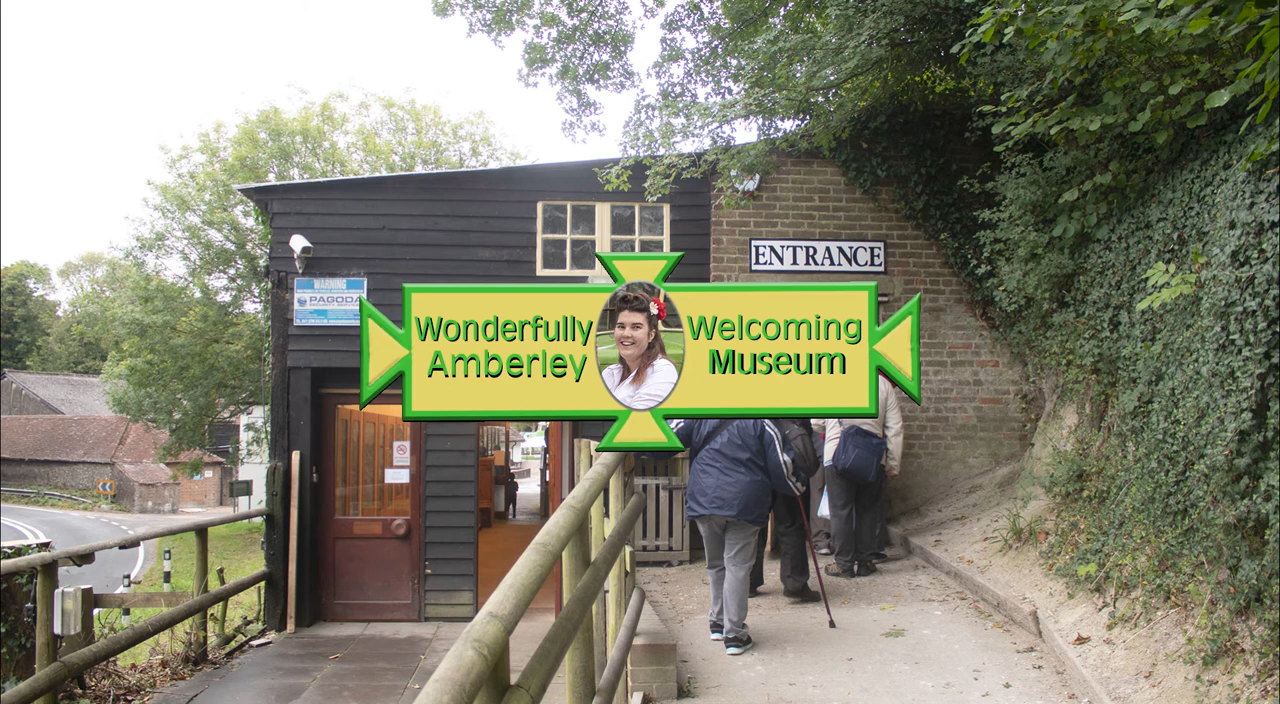 ENTRANCE
WARNING
PAGODA
Wonderfully
Amberley
Welcoming
Museum